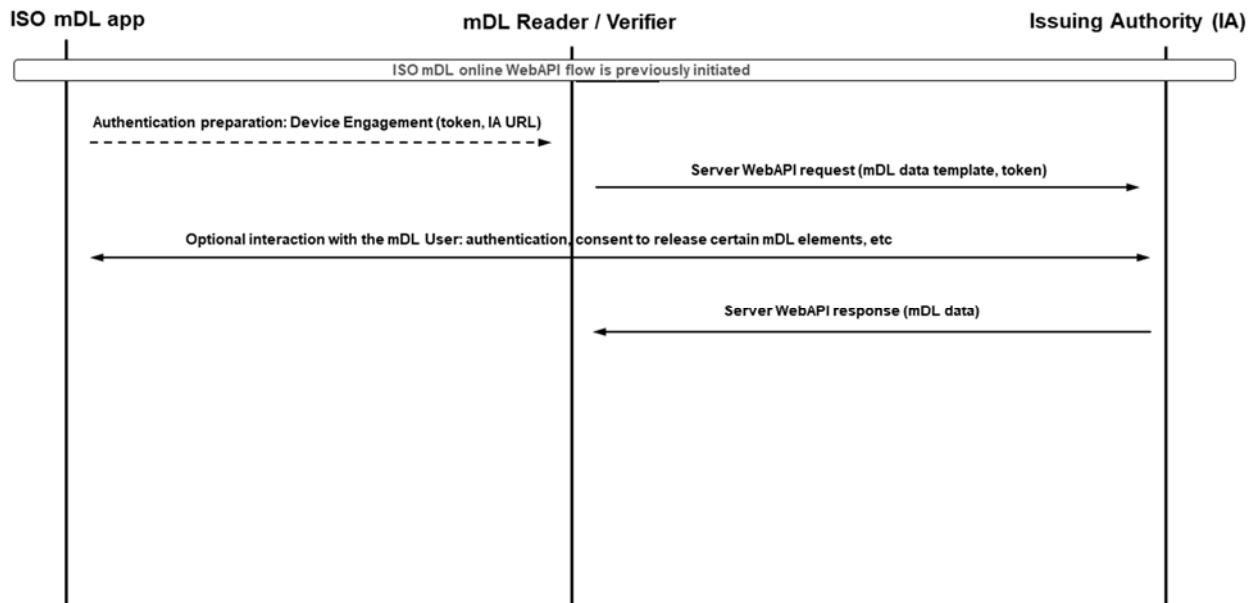 ISO mDL app
mDL Reader / Verifier
Issuing Authority (IA)
ISO mDL online WebAPI flow is previously initiated
Authentication preparation: Device Engagement (token, IA URL)
Server WebAPI request (mDL data template, token)
Optional interaction with the mDL User: authentication, consent to release certain mDL elements, etc
Server WebAPI response (mDL data)